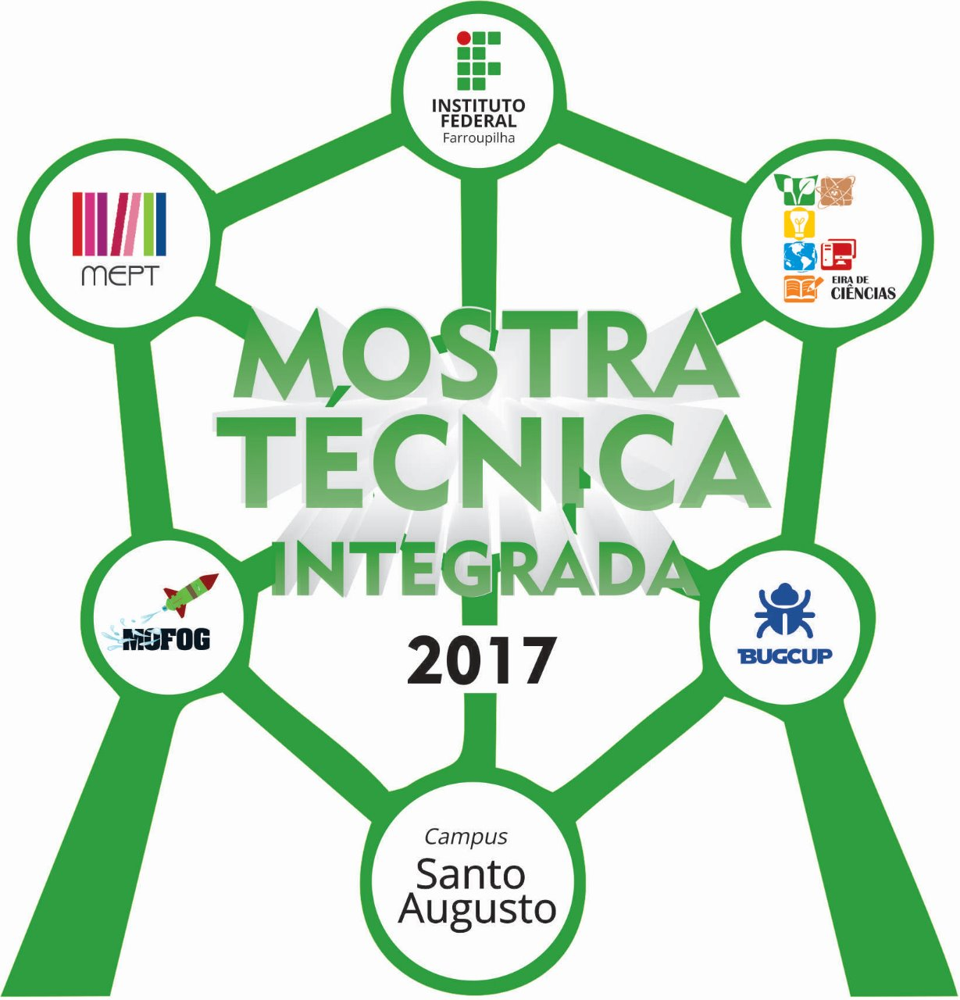 INSTITUTO
FEDERAL
Farroupilha
MEPT
EIRA DE
CIÊNCIAS
MOSTRA
TÉCNICA
INTEGRADA
2017
MOFOG
BUGCUP
Campus
Santo
Augusto